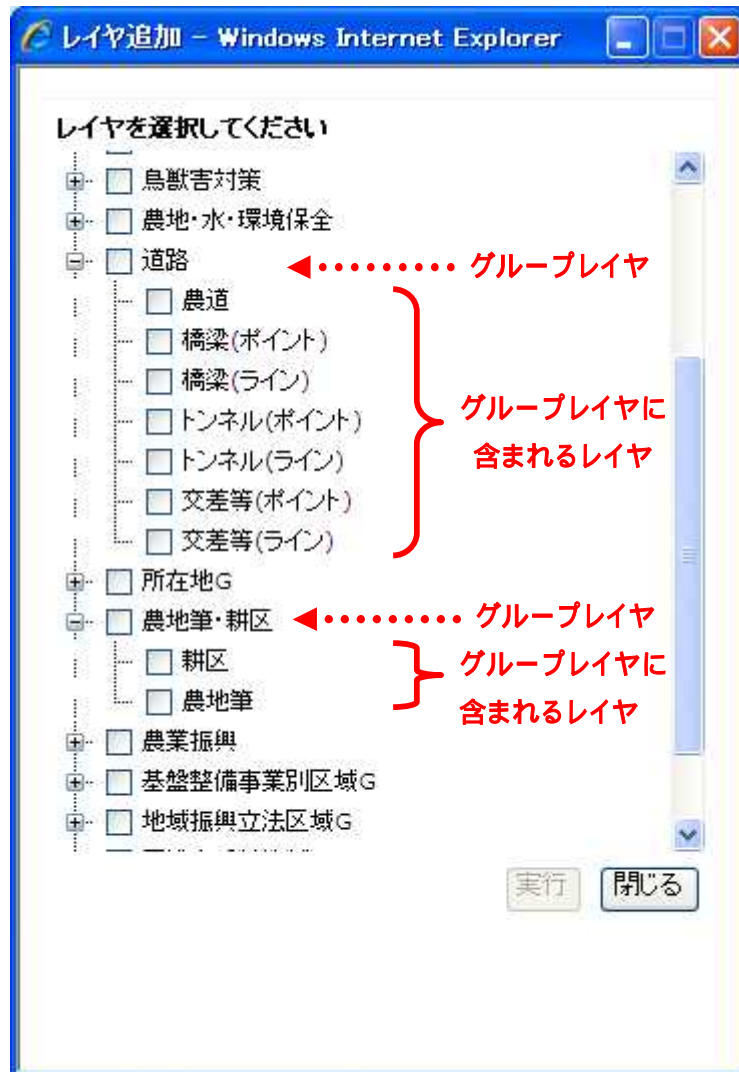 レイヤ追加 - Windows Internet Explorer
レイヤを選択してください
鳥獣害対策
農地・水・環境保全
道路 グループレイヤ
農道
橋梁(ポイント)
橋梁(ライン)
グループレイヤに
トンネル(ポイント)
含まれるレイヤ
トンネル(ライン)
交差等(ポイント)
交差等(ライン)
所在地G
農地筆・耕区 グループレイヤ
耕区 グループレイヤに
農地筆 含まれるレイヤ
農業振興
基盤整備事業別区域G
地域振興立法区域G
実行 閉じる